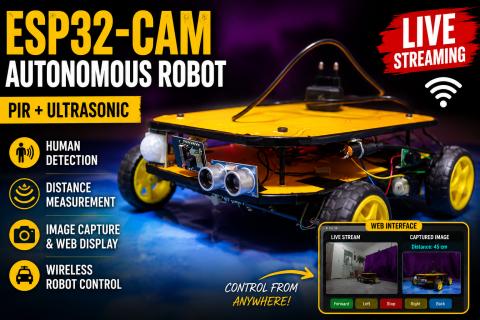 ESP32-CAM
AUTONOMOUS ROBOT
PIR + ULTRASONIC
LIVE
STREAMING
HUMAN
DETECTION
DISTANCE
MEASUREMENT
IMAGE CAPTURE
& WEB DISPLAY
WIRELESS
ROBOT CONTROL
CONTROL FROM
ANYWHERE!
WEB INTERFACE
LIVE STREAM
CAPTURED IMAGE
Distance: 45 cm
Forward
Left
Stop
Right
Back